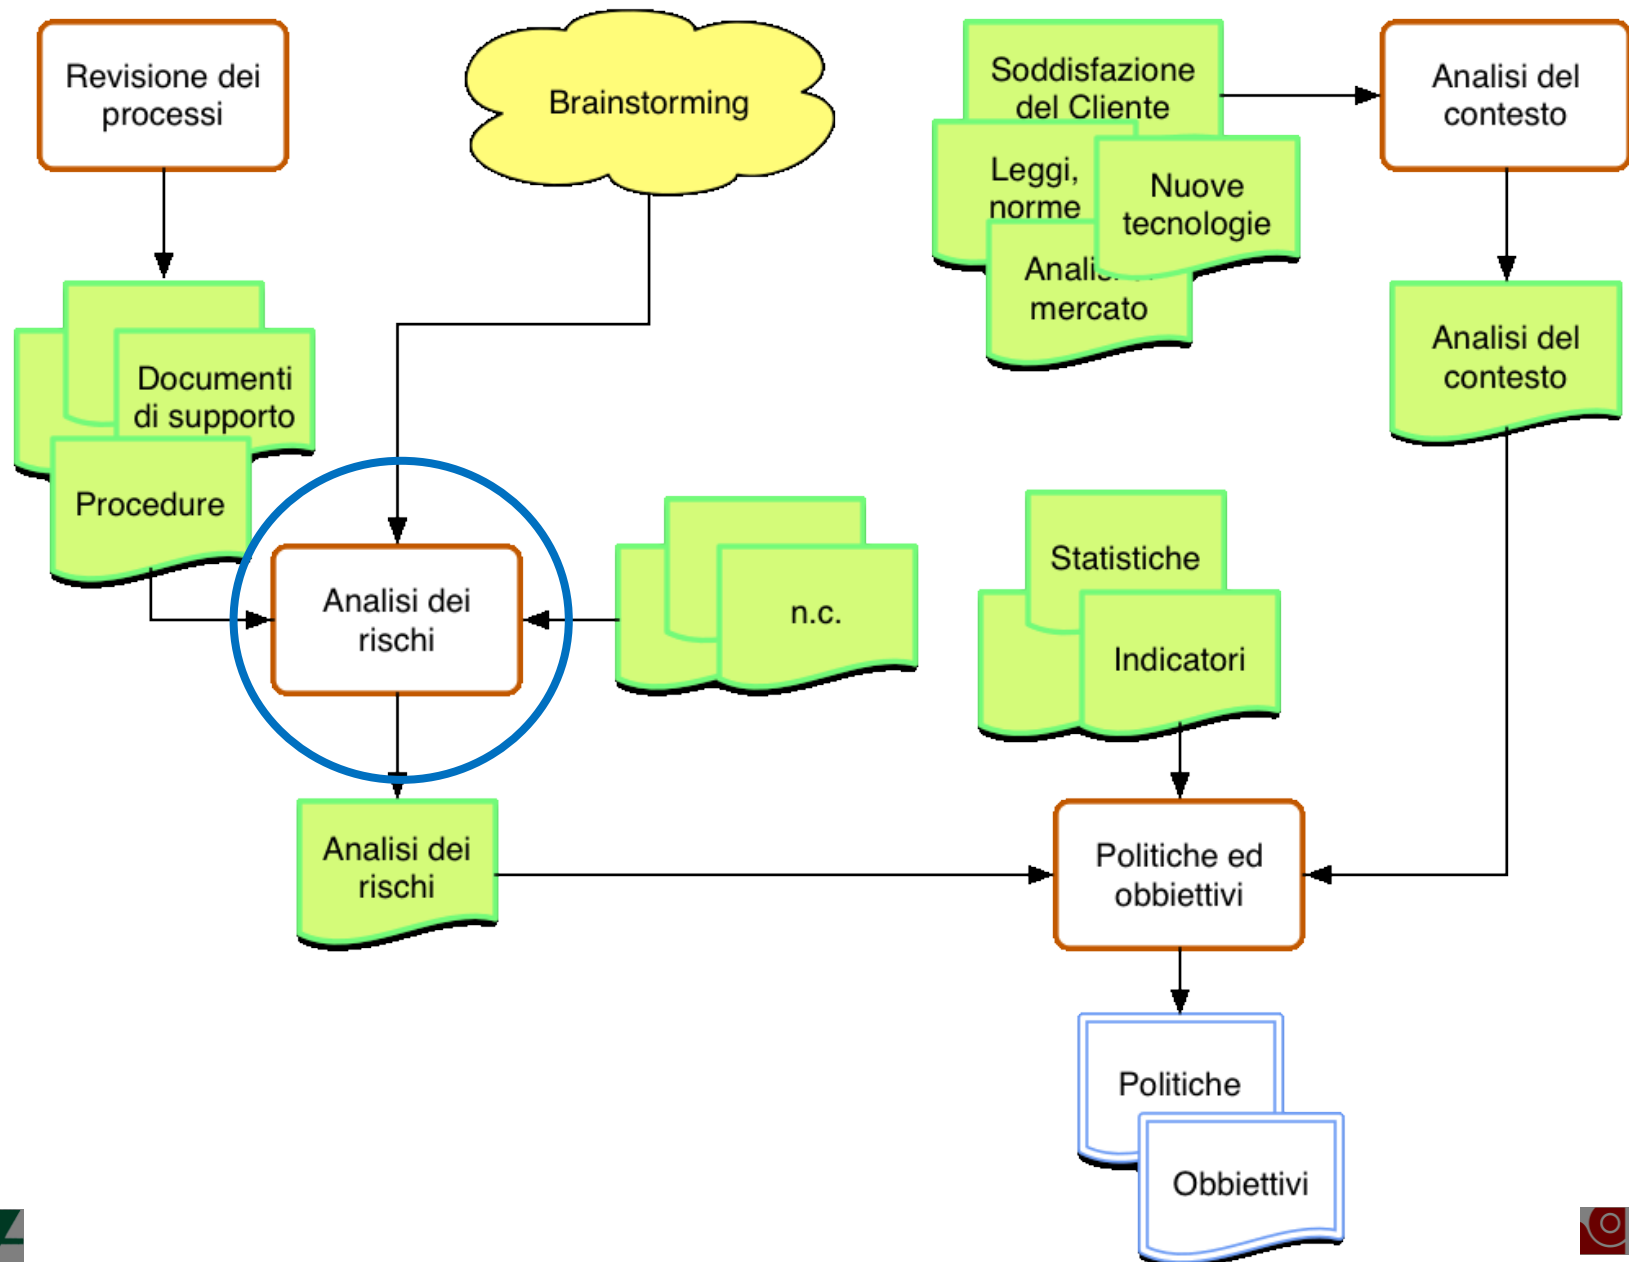 Revisione dei
processi
Brainstorming
Soddisfazione
del Cliente
Analisi del
contesto
Leggi,
norme
Nuove
tecnologie
mercato
Documenti
di supporto
Analisi del
contesto
Procedure
Analisi dei
rischi
n.c.
Statistiche
Indicatori
Analisi dei
rischi
Politiche ed
obbiettivi
Politiche
Obbiettivi